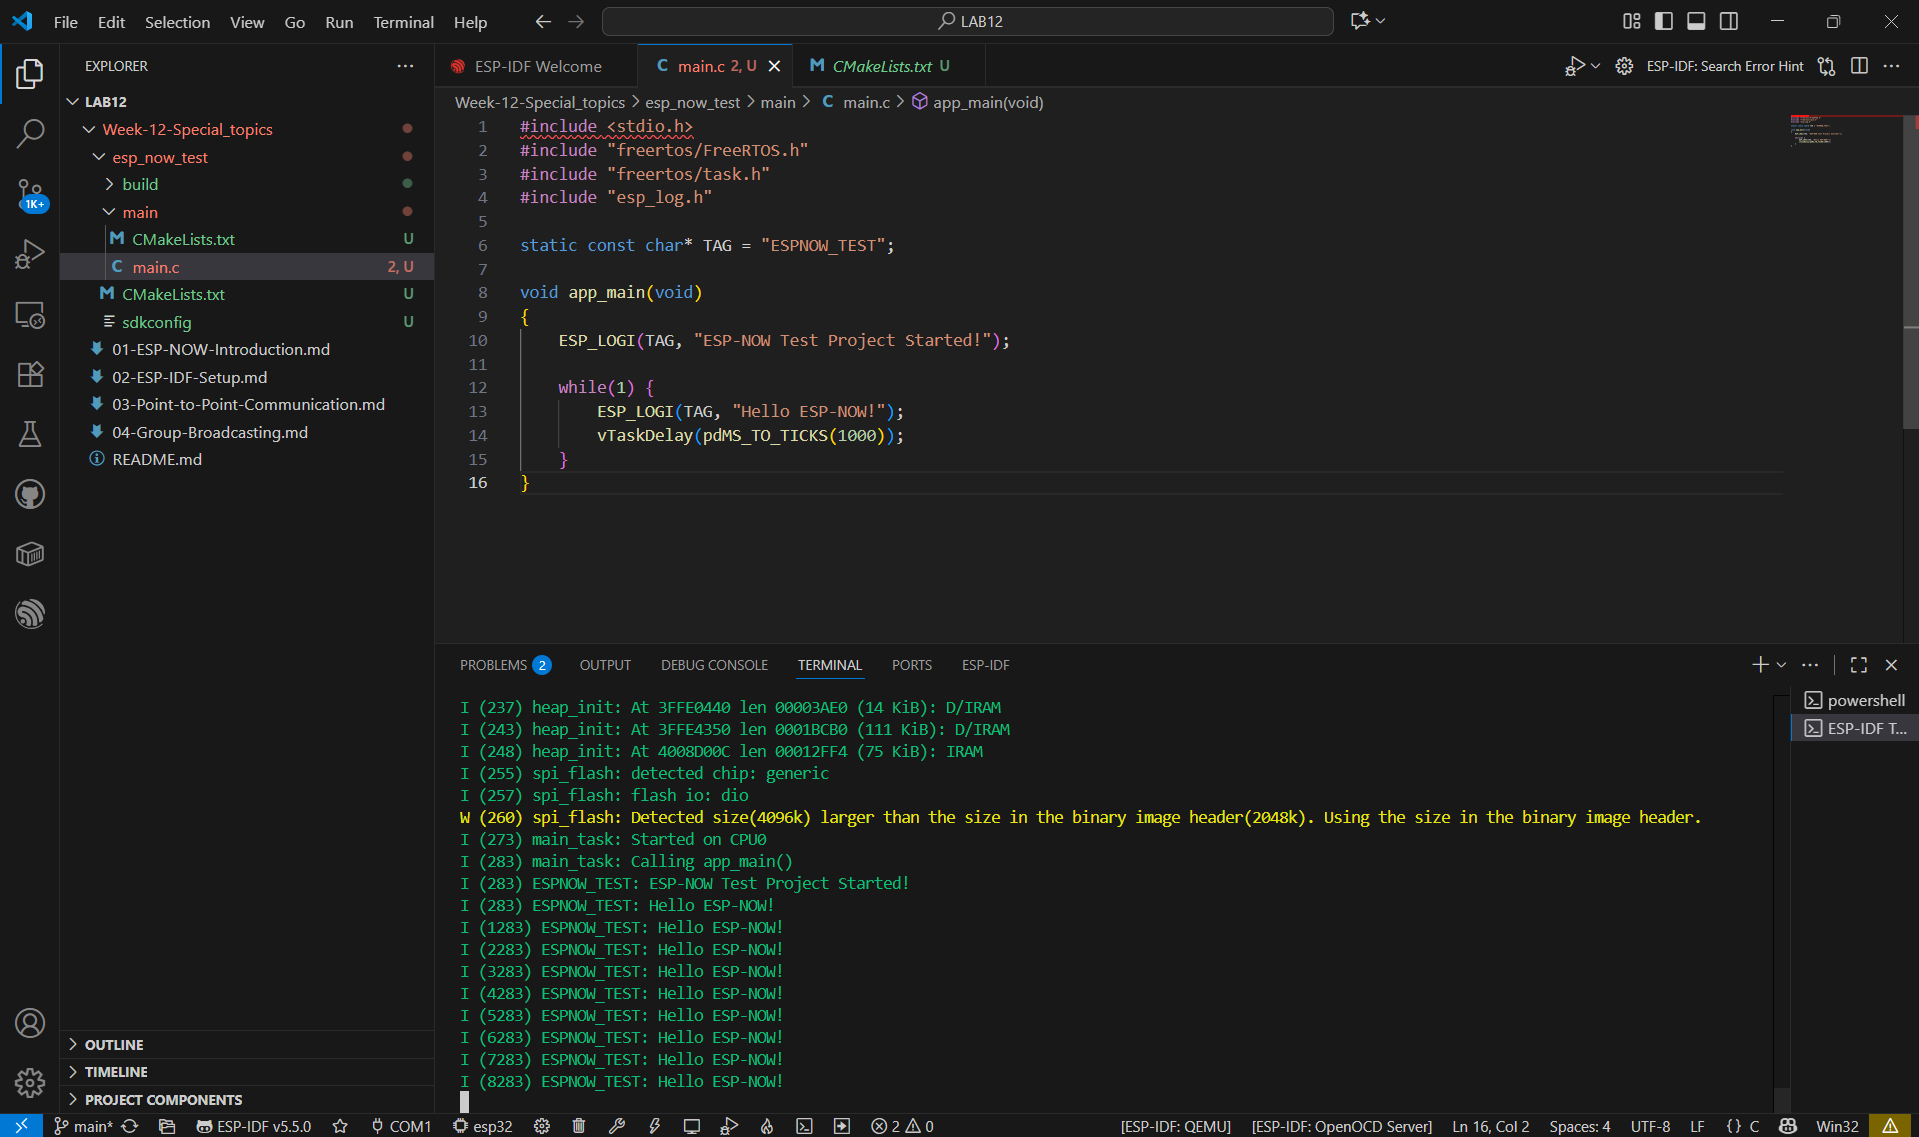 File Edit Selection View Go Run Terminal Help
LAB12
EXPLORER
LAB12
Week-12-Special_topics
esp_now_test
build
main
CMakeLists.txt U
main.c 2, U
CMakeLists.txt U
sdkconfig U
01-ESP-NOW-Introduction.md
02-ESP-IDF-Setup.md
03-Point-to-Point-Communication.md
04-Group-Broadcasting.md
README.md
1K+
OUTLINE
TIMELINE
PROJECT COMPONENTS
ESP-IDF Welcome
main.c 2, U
CMakeLists.txt U
ESP-IDF: Search Error Hint
Week-12-Special_topics > esp_now_test > main > C main.c > app_main(void)
1 #include <stdio.h>
2 #include "freertos/FreeRTOS.h"
3 #include "freertos/task.h"
4 #include "esp_log.h"
5
6 static const char* TAG = "ESPNOW_TEST";
7
8 void app_main(void)
9 {
10 ESP_LOGI(TAG, "ESP-NOW Test Project Started!");
11
12 while(1) {
13 ESP_LOGI(TAG, "Hello ESP-NOW!");
14 vTaskDelay(pdMS_TO_TICKS(1000));
15 }
16 }
PROBLEMS 2 OUTPUT DEBUG CONSOLE TERMINAL PORTS ESP-IDF
powershell
ESP-IDF T...
I (237) heap_init: At 3FFE0440 len 00003AE0 (14 KiB): D/IRAM
I (243) heap_init: At 3FFE4350 len 0001BCB0 (111 KiB): D/IRAM
I (248) heap_init: At 4008D00C len 00012FF4 (75 KiB): IRAM
I (255) spi_flash: detected chip: generic
I (257) spi_flash: flash io: dio
W (260) spi_flash: Detected size(4096k) larger than the size in the binary image header(2048k). Using the size in the binary image header.
I (273) main_task: Started on CPU0
I (283) main_task: Calling app_main()
I (283) ESPNOW_TEST: ESP-NOW Test Project Started!
I (283) ESPNOW_TEST: Hello ESP-NOW!
I (1283) ESPNOW_TEST: Hello ESP-NOW!
I (2283) ESPNOW_TEST: Hello ESP-NOW!
I (3283) ESPNOW_TEST: Hello ESP-NOW!
I (4283) ESPNOW_TEST: Hello ESP-NOW!
I (5283) ESPNOW_TEST: Hello ESP-NOW!
I (6283) ESPNOW_TEST: Hello ESP-NOW!
I (7283) ESPNOW_TEST: Hello ESP-NOW!
I (8283) ESPNOW_TEST: Hello ESP-NOW!
main* ESP-IDF v5.5.0 COM1 esp32 2 0 [ESP-IDF: QEMU] [ESP-IDF: OpenOCD Server] Ln 16, Col 2 Spaces: 4 UTF-8 LF {} C Win32